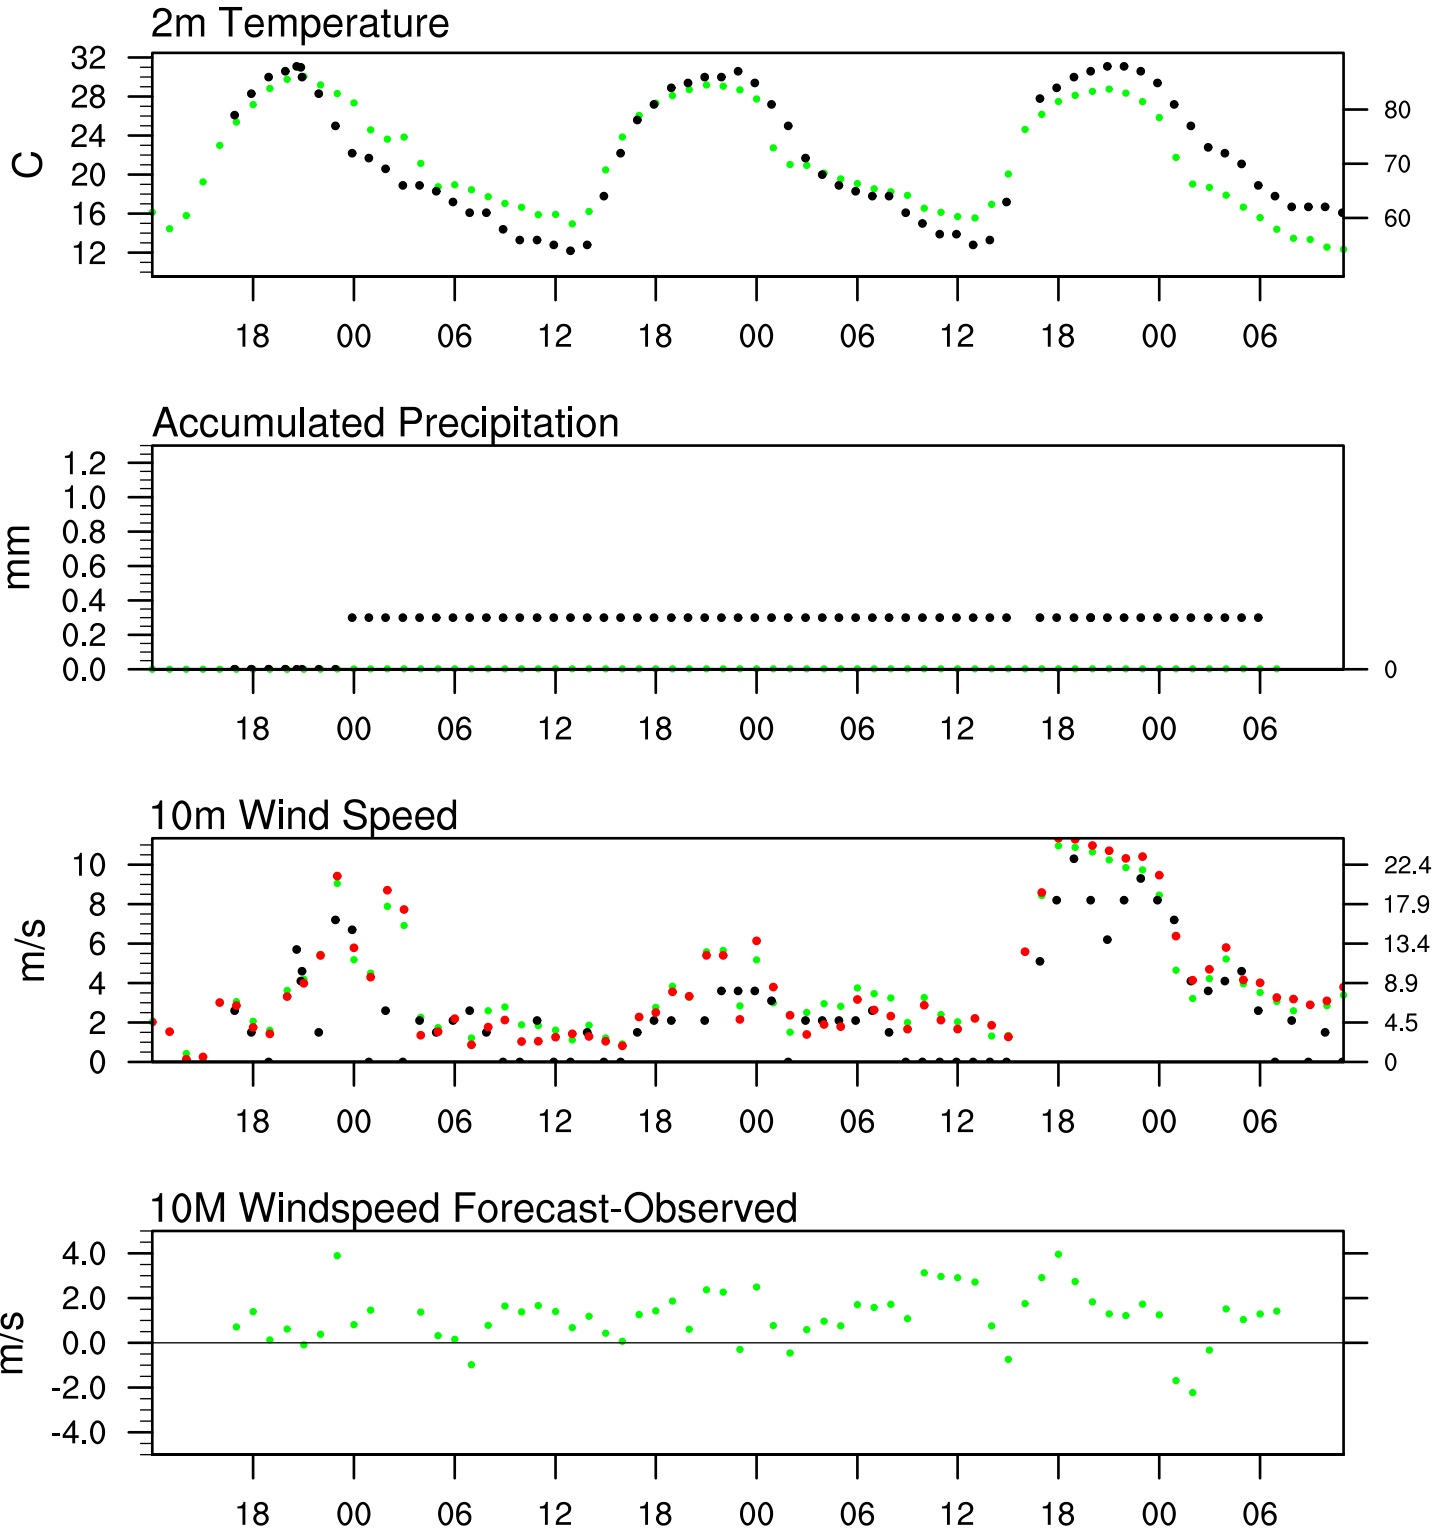 2m Temperature
32
28
24
20
16
12
C
80
70
60
18 00 06 12 18 00 06 12 18 00 06
Accumulated Precipitation
1.2
1.0
0.8
0.6
0.4
0.2
0.0
mm
0
18 00 06 12 18 00 06 12 18 00 06
10m Wind Speed
10
8
6
4
2
0
m/s
22.4
17.9
13.4
8.9
4.5
0
18 00 06 12 18 00 06 12 18 00 06
10M Windspeed Forecast-Observed
4.0
2.0
0.0
-2.0
-4.0
m/s
18 00 06 12 18 00 06 12 18 00 06